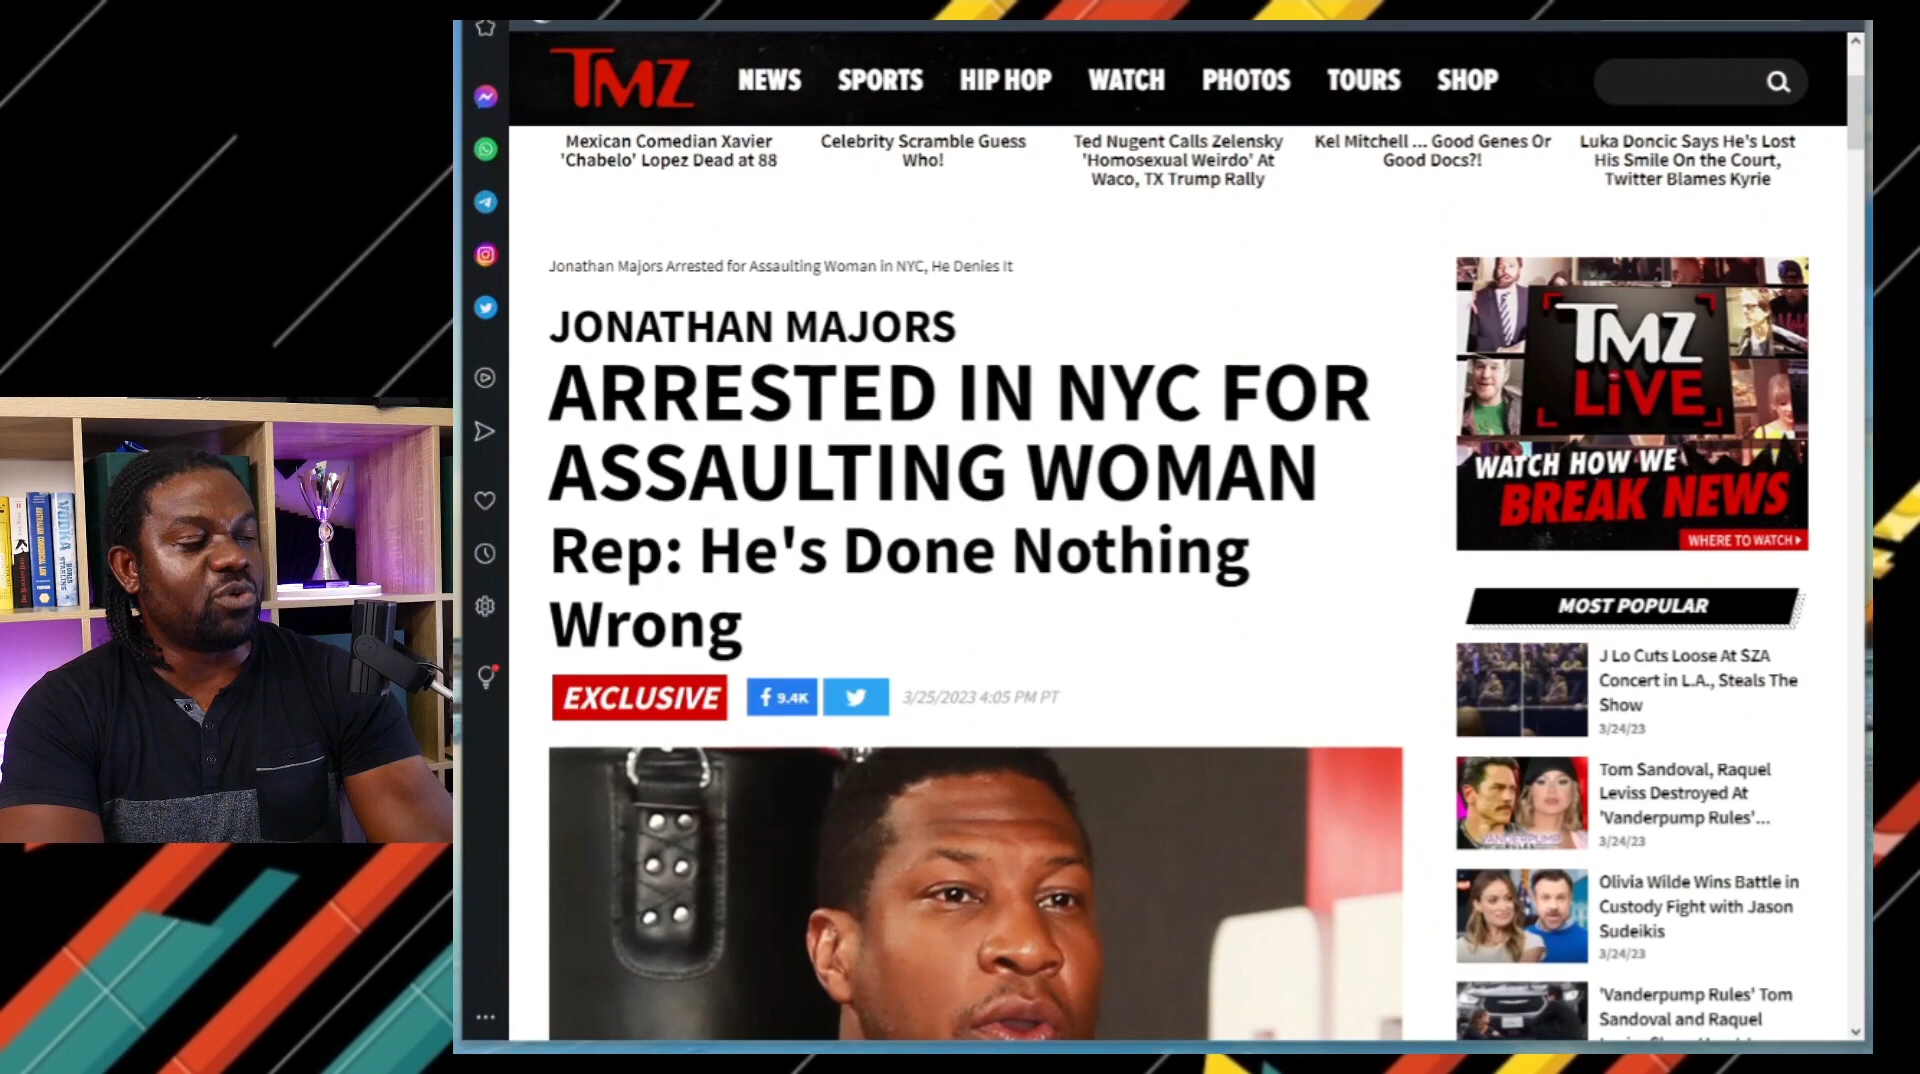 TMZ
NEWS
SPORTS
HIP HOP
WATCH
PHOTOS
TOURS
SHOP
Mexican Comedian Xavier
'Chabelo' Lopez Dead at 88
Celebrity Scramble Guess
Who!
Ted Nugent Calls Zelensky
'Homosexual Weirdo' At
Waco, TX Trump Rally
Kel Mitchell ... Good Genes Or
Good Docs?!
Luka Doncic Says He's Lost
His Smile On the Court,
Twitter Blames Kyrie
Jonathan Majors Arrested for Assaulting Woman in NYC, He Denies It
JONATHAN MAJORS
ARRESTED IN NYC FOR
ASSAULTING WOMAN
Rep: He's Done Nothing
Wrong
EXCLUSIVE
9.4K
3/25/2023 4:05 PM PT
TMZ
LiVE
WATCH HOW WE
BREAK NEWS
WHERE TO WATCH
MOST POPULAR
J Lo Cuts Loose At SZA
Concert in L.A., Steals The
Show
3/24/23
Tom Sandoval, Raquel
Leviss Destroyed At
'Vanderpump Rules'...
3/24/23
Olivia Wilde Wins Battle in
Custody Fight with Jason
Sudeikis
3/24/23
'Vanderpump Rules' Tom
Sandoval and Raquel
VODKA